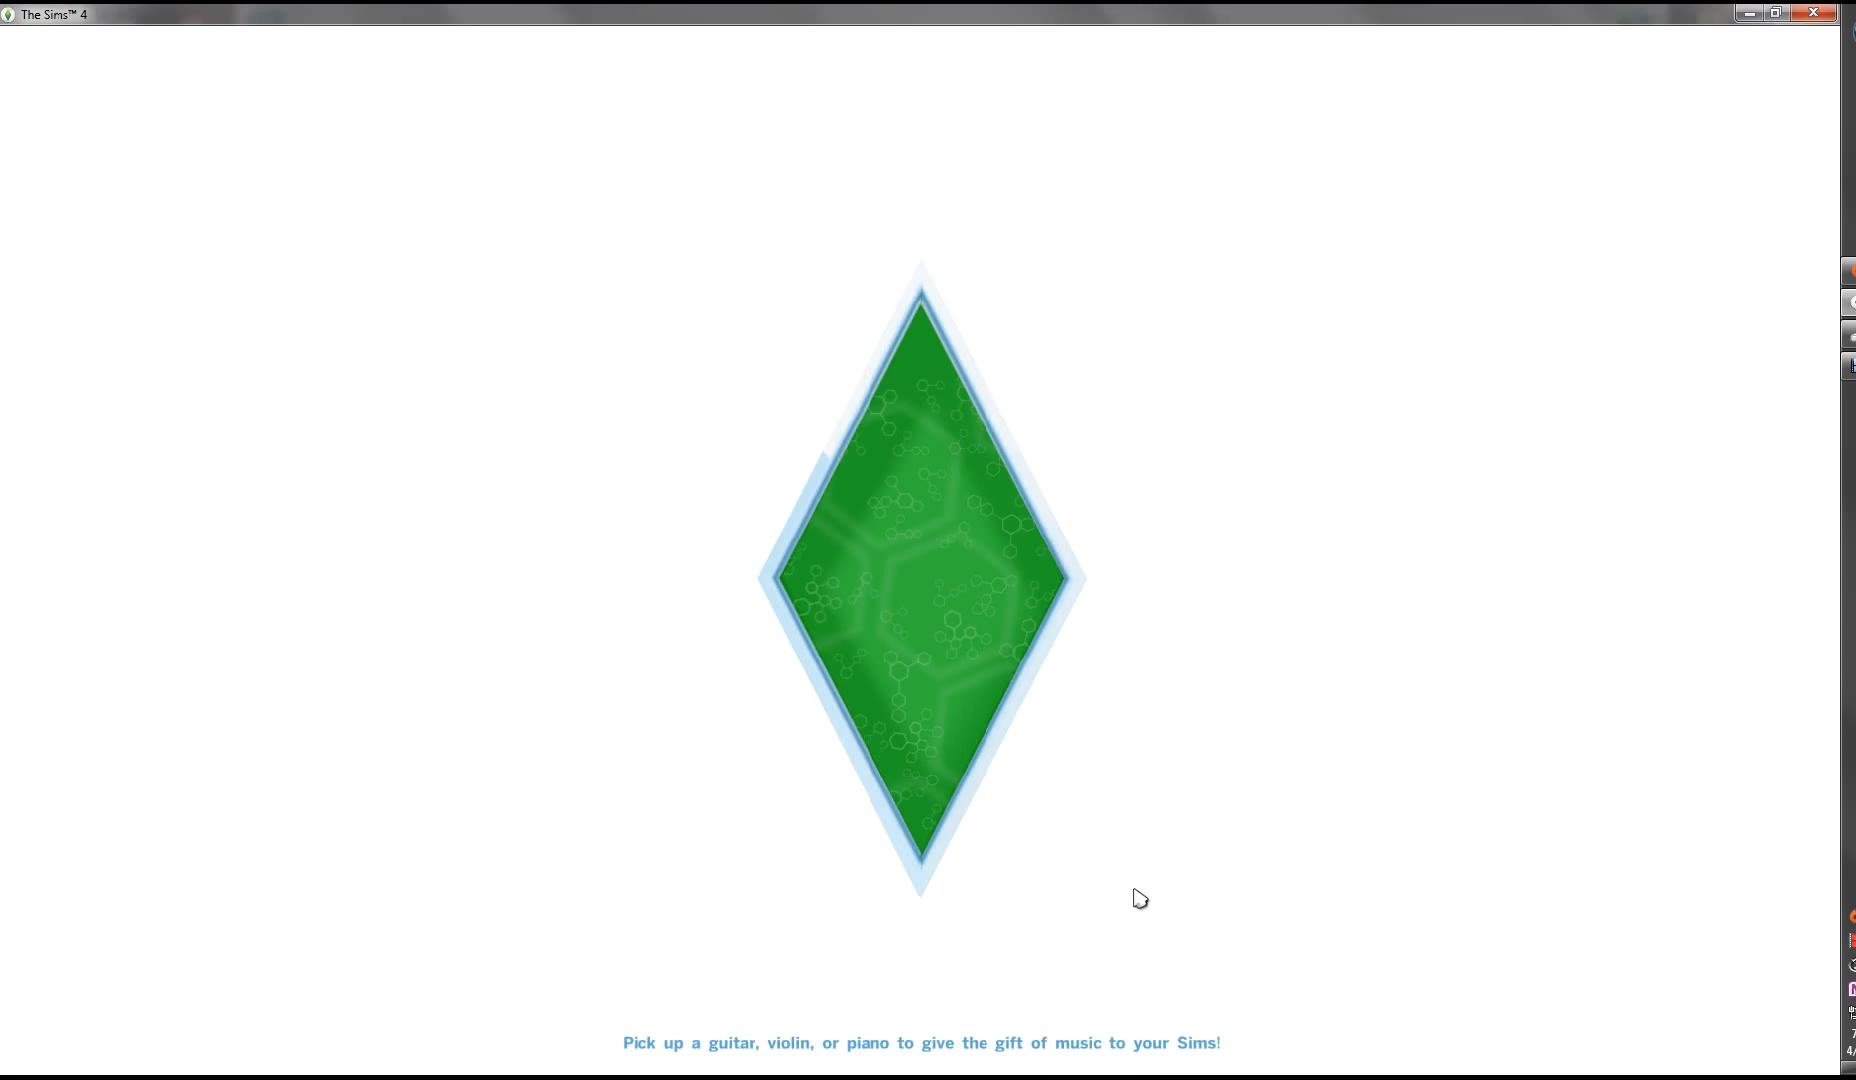 The Sims™ 4
Pick up a guitar, violin, or piano to give the gift of music to your Sims!